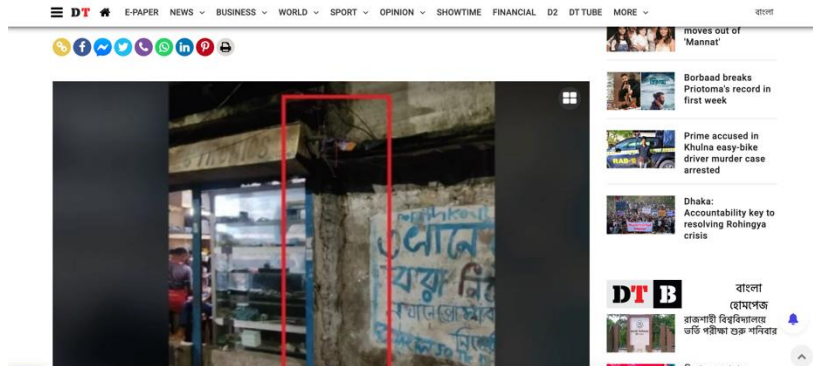 DT E-PAPER NEWS BUSINESS WORLD SPORT OPINION SHOWTIME FINANCIAL D2 DT TUBE MORE বাংলা
moves out of
'Mannat'
Borbaad breaks
Priotoma's record in
first week
Prime accused in
Khulna easy-bike
driver murder case
arrested
Dhaka:
Accountability key to
resolving Rohingya
crisis
DT B
বাংলা
হোমপেজ
রাজশাহী বিশ্ববিদ্যালয়ে
ভর্তি পরীক্ষা শুরু শনিবার
এখানে